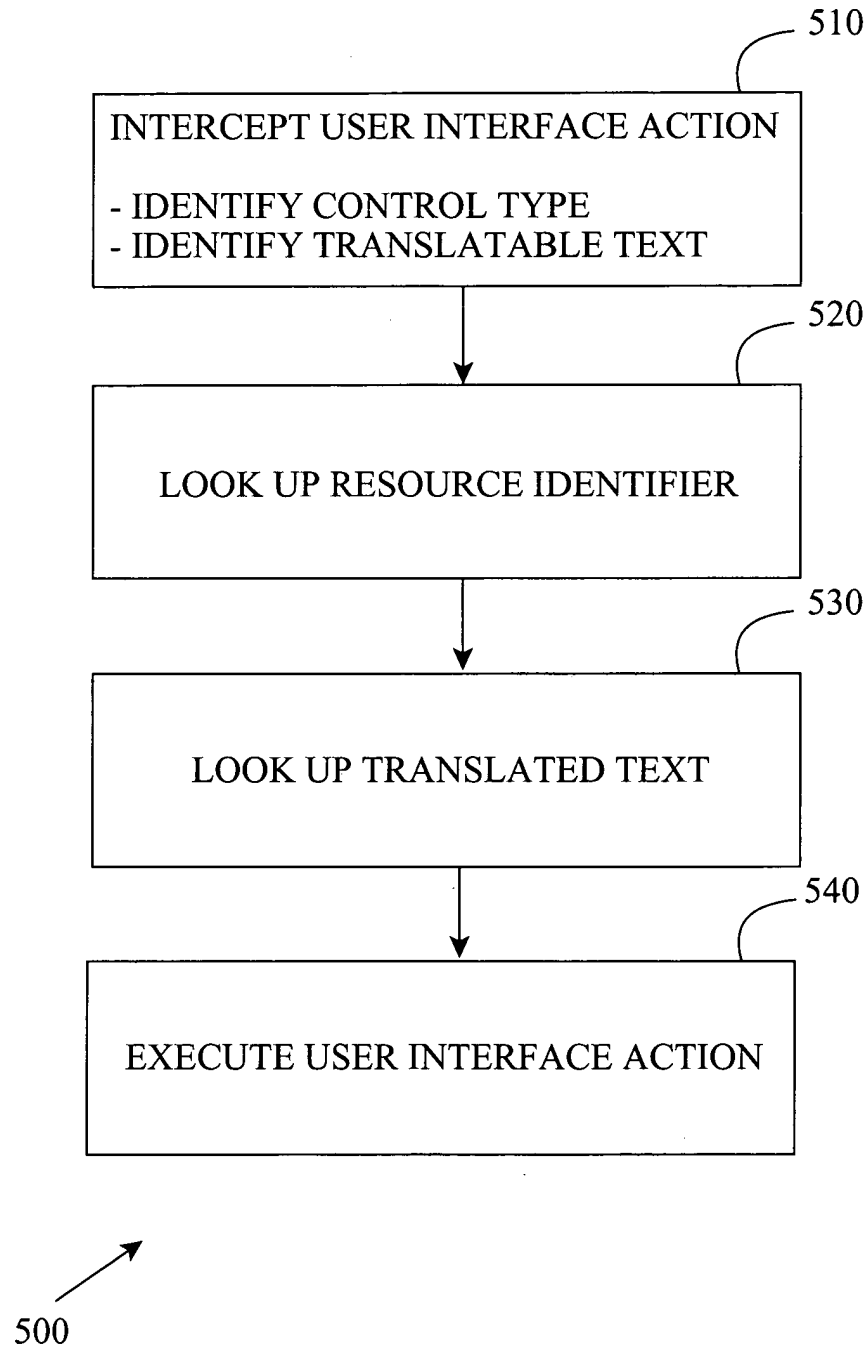 510
INTERCEPT USER INTERFACE ACTION
- IDENTIFY CONTROL TYPE
- IDENTIFY TRANSLATABLE TEXT
520
LOOK UP RESOURCE IDENTIFIER
530
LOOK UP TRANSLATED TEXT
540
EXECUTE USER INTERFACE ACTION
500